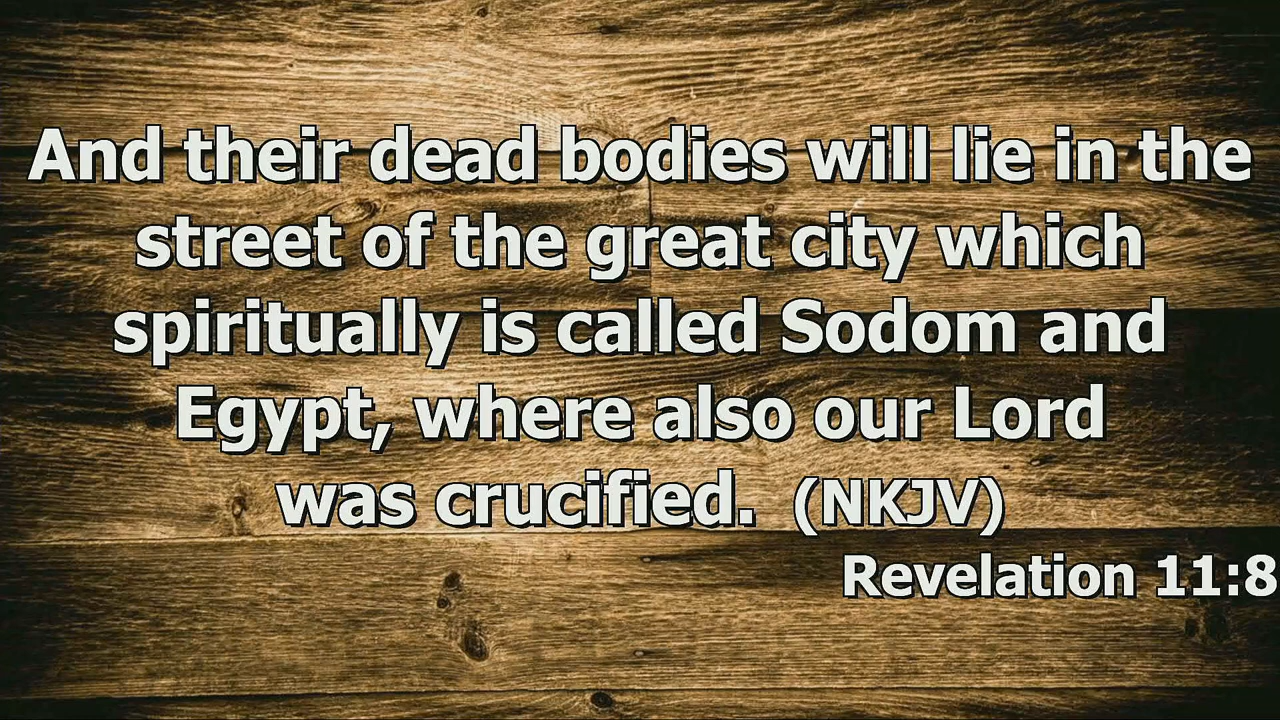 And their dead bodies will lie in the
street of the great city which
spiritually is called Sodom and
Egypt, where also our Lord
was crucified. (NKJV)
Revelation 11:8